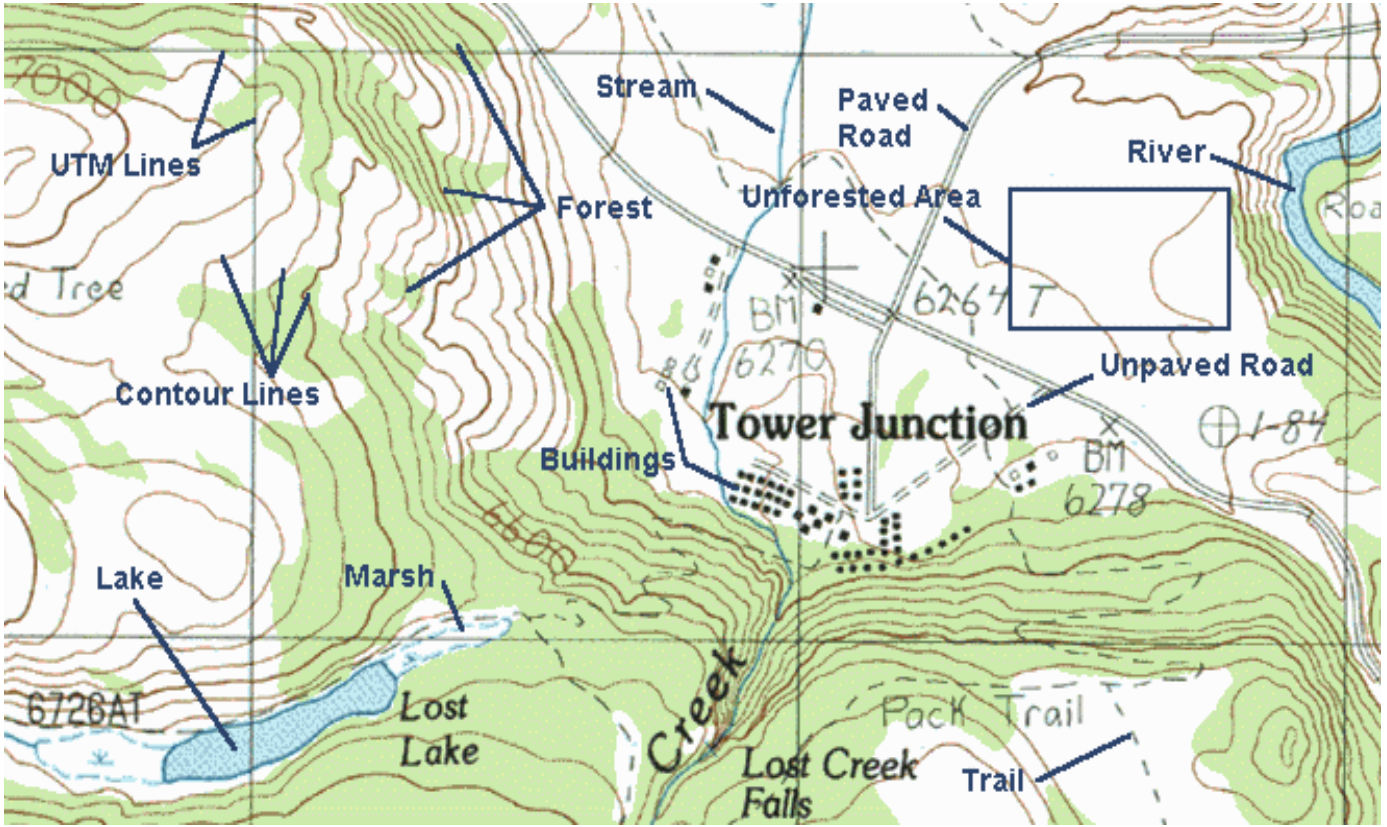 7000
Stream
Paved
Road
River
UTM Lines
Unforested Area
Forest
Roa
ed Tree
BM
6270
6264 T
Contour Lines
Unpaved Road
Tower Junction
1-84
BM
6278
Buildings
6600
Lake
Marsh
6726AT
Lost
Lake
Creek
Pack Trail
Lost Creek
Falls
Trail